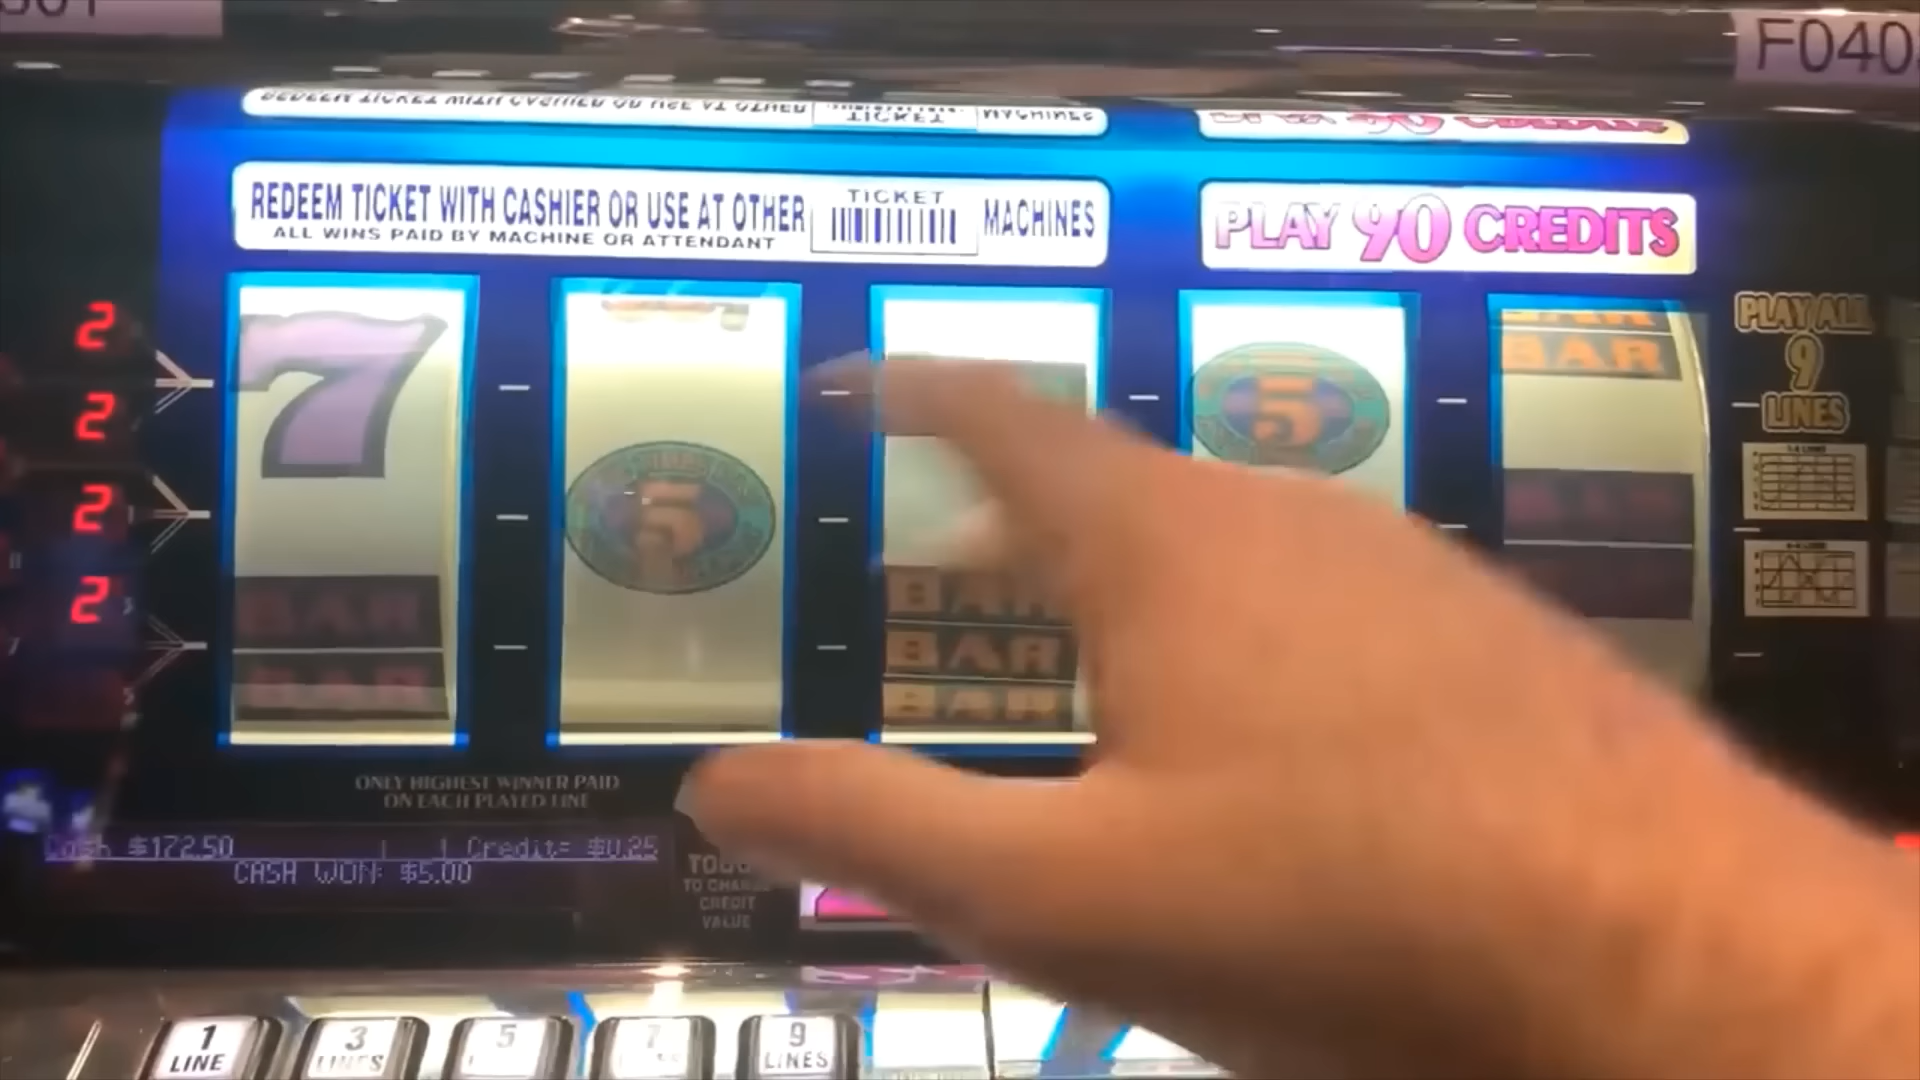 F040
REDEEM TICKET WITH CASHIER OR USE AT OTHER
TICKET
MACHINES
ALL WINS PAID BY MACHINE OR ATTENDANT
PLAY 90 CREDITS
2
2
2
2
7
5
5
BAR
BAR
BAR
BAR
BAR
BAR
PLAY ALL
9
LINES
ONLY HIGHEST WINNER PAID
ON EACH PLAYED LINE
Cash $172.50
1 Credit= $0.25
CASH WON: $5.00
TO CHANGE
CREDIT
VALUE
1
LINE
3
LINES
5
7
9
LINES